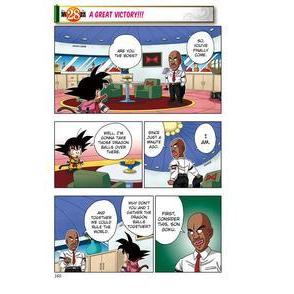 28 A GREAT VICTORY!!!
SO,
YOU'VE
FINALLY
COME.
ARE YOU
THE BOSS?
I
AM.
SINCE JUST
A MINUTE
AGO.
WELL, I'M
GONNA TAKE
THOSE DRAGON
BALLS OVER
THERE.
FIRST,
CONSIDER
THIS, SON
GOKU.
WHY DON'T
YOU AND I
GATHER THE
DRAGON
BALLS
TOGETHER?
AND
TOGETHER
WE COULD
RULE THE
WORLD.